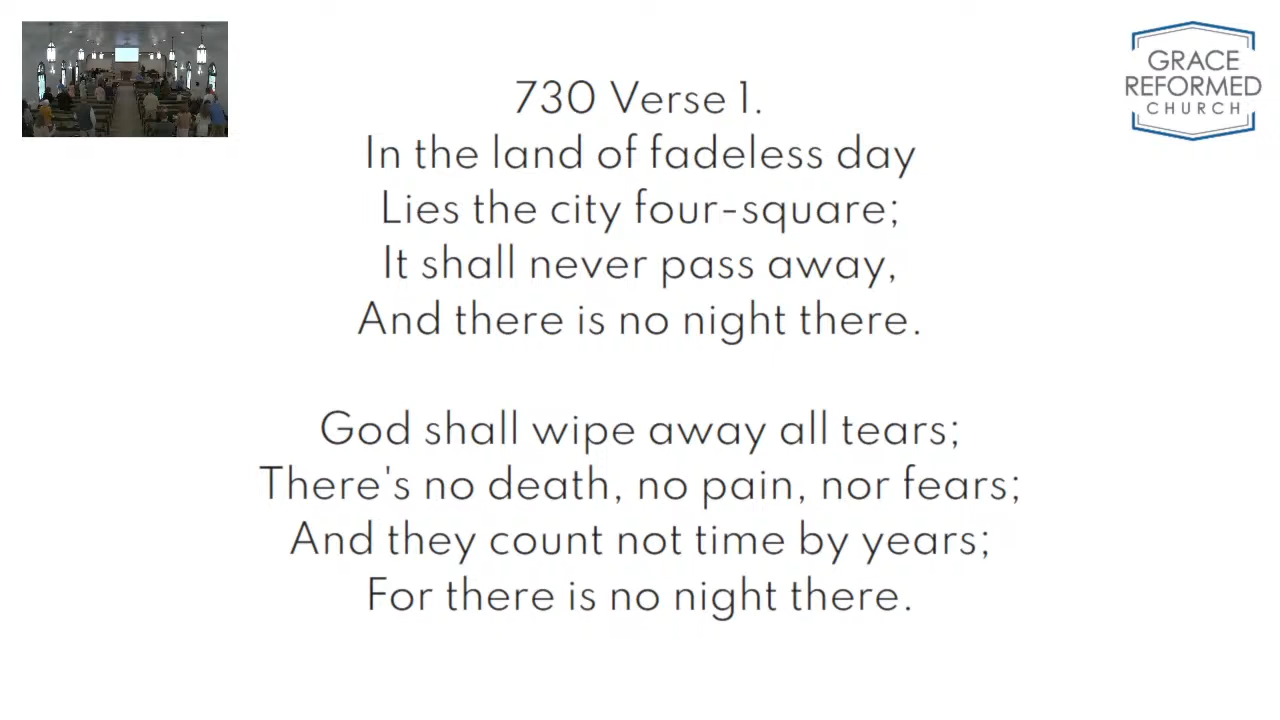 GRACE
REFORMED
CHURCH
730 Verse 1.
In the land of fadeless day
Lies the city four-square;
It shall never pass away,
And there is no night there.
God shall wipe away all tears;
There's no death, no pain, nor fears;
And they count not time by years;
For there is no night there.